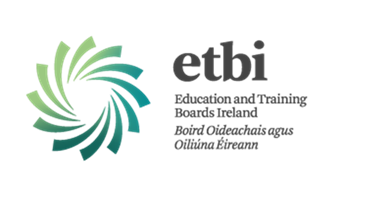 etbi
Education and Training
Boards Ireland
Boird Oideachais agus
Oiliúna Éireann